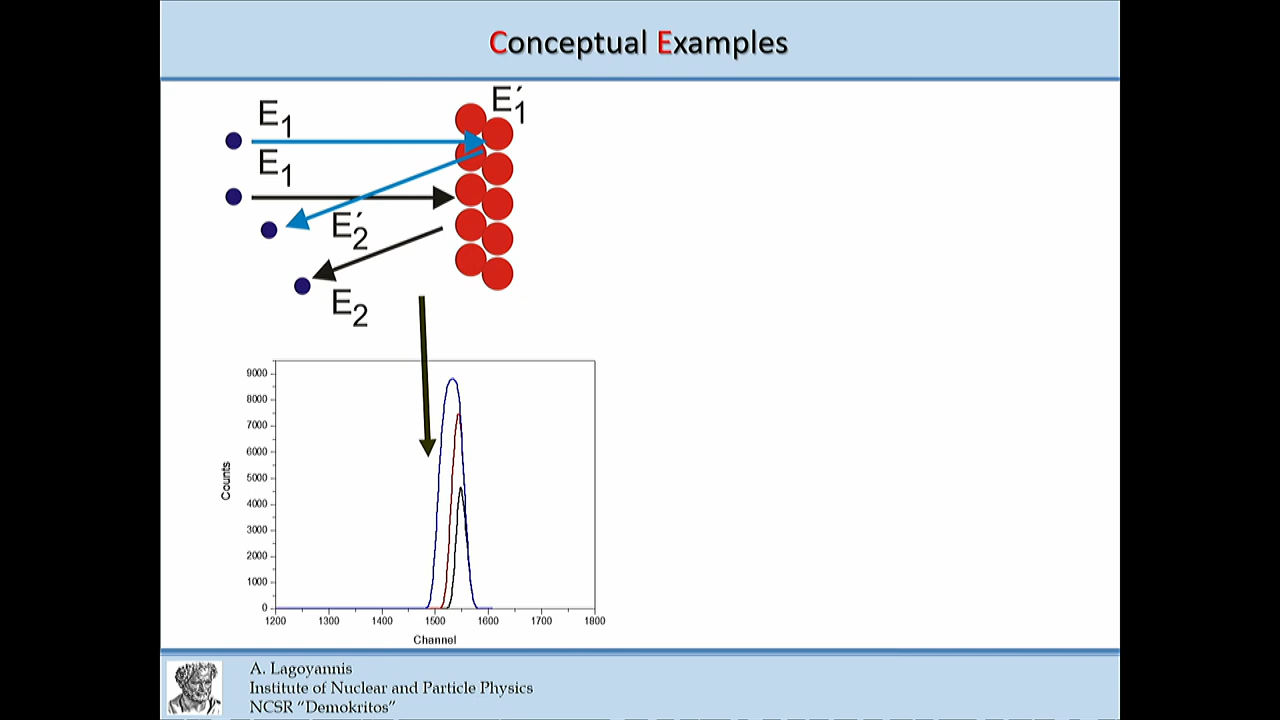 Conceptual Examples
E1
E´1
E1
E´2
E2
9000
8000
7000
6000
5000
4000
3000
2000
1000
0
Counts
1200 1300 1400 1500 1600 1700 1800
Channel
A. Lagoyannis
Institute of Nuclear and Particle Physics
NCSR “Demokritos”